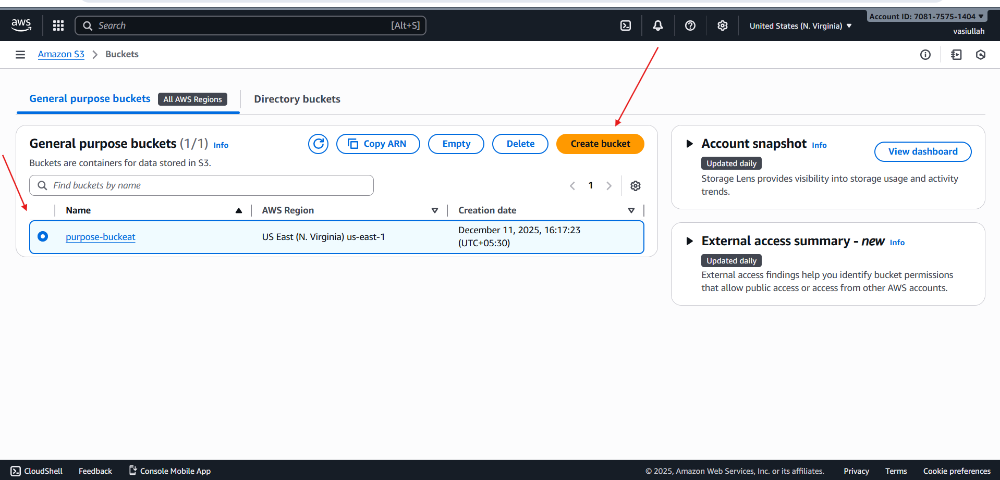 aws
Search [Alt+S]
United States (N. Virginia)
Account ID: 7081-7575-1404
vasiullah
Amazon S3 Buckets
General purpose buckets All AWS Regions Directory buckets
General purpose buckets (1/1) Info
Copy ARN Empty Delete Create bucket
Buckets are containers for data stored in S3.
Find buckets by name
1
Name AWS Region Creation date
purpose-buckeat US East (N. Virginia) us-east-1 December 11, 2025, 16:17:23
(UTC+05:30)
Account snapshot Info
View dashboard
Updated daily
Storage Lens provides visibility into storage usage and activity
trends.
External access summary - new Info
Updated daily
External access findings help you identify bucket permissions
that allow public access or access from other AWS accounts.
CloudShell Feedback Console Mobile App © 2025, Amazon Web Services, Inc. or its affiliates. Privacy Terms Cookie preferences